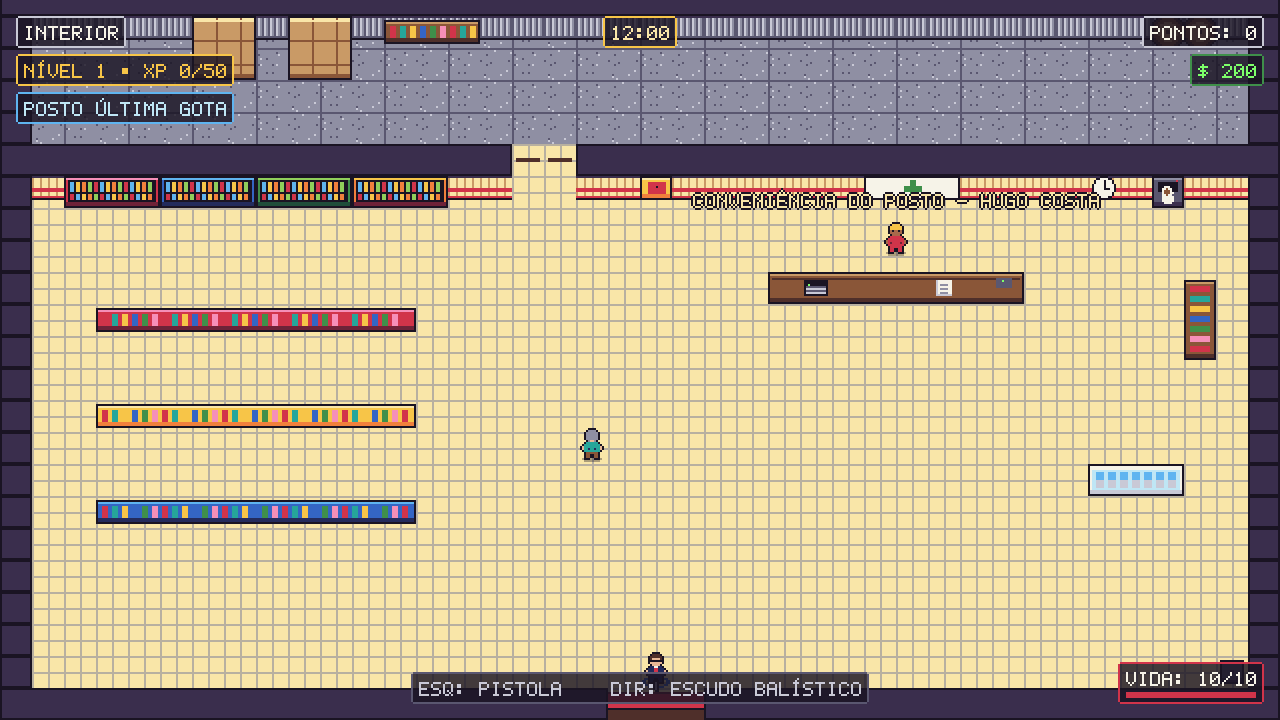 INTERIOR
12:00
PONTOS: 0
NÍVEL 1 ▪ XP 0/50
$ 200
POSTO ÚLTIMA GOTA
CONVENIÊNCIA DO POSTO — HUGO COSTA
ESQ: PISTOLA DIR: ESCUDO BALÍSTICO
VIDA: 10/10